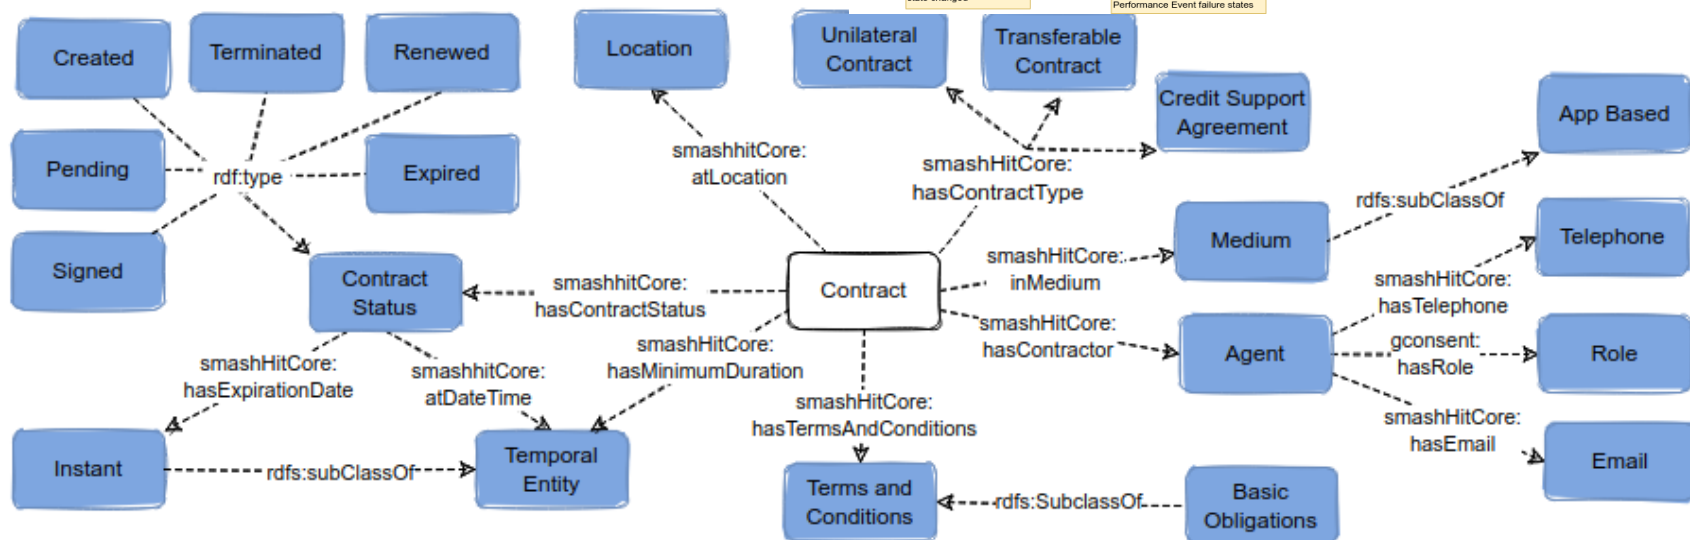 state changed
Performance Event failure states
Created
Terminated
Renewed
Location
Unilateral
Contract
Transferable
Contract
Credit Support
Agreement
App Based
Pending
rdf:type
Expired
smashhitCore:
atLocation
smashHitCore:
hasContractType
rdfs:subClassOf
Signed
Contract
Status
smashhitCore:
hasContractStatus
Contract
smashHitCore:
inMedium
Medium
Telephone
smashHitCore:
hasTelephone
smashHitCore:
hasExpirationDate
smashhitCore:
atDateTime
smashHitCore:
hasMinimumDuration
smashHitCore:
hasContractor
Agent
gconsent:
hasRole
Role
smashHitCore:
hasTermsAndConditions
smashHitCore:
hasEmail
Email
Instant
rdfs:subClassOf
Temporal
Entity
Terms and
Conditions
rdfs:SubclassOf
Basic
Obligations